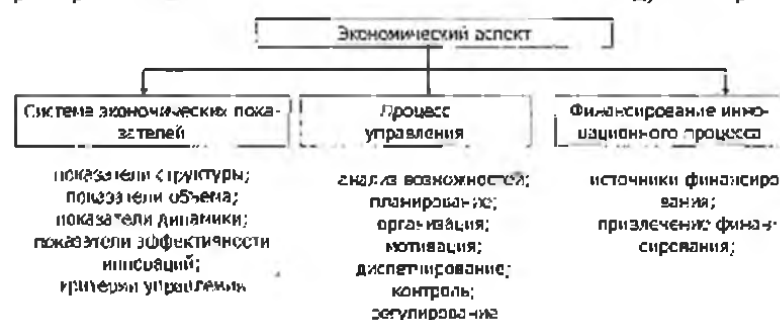 Экономический аспект
Система экономических пока-
зателей
показатели структуры;
показатели объема;
показатели динамики;
показатели эффективности
инноваций;
критерии управления
Процесс
управления
анализ возможностей;
планирование;
организация;
мотивация;
диспетчирование;
контроль;
регулирование
Финансирование инно-
вационного процесса
источники финансиро
вания;
привлечение финан-
сирования;